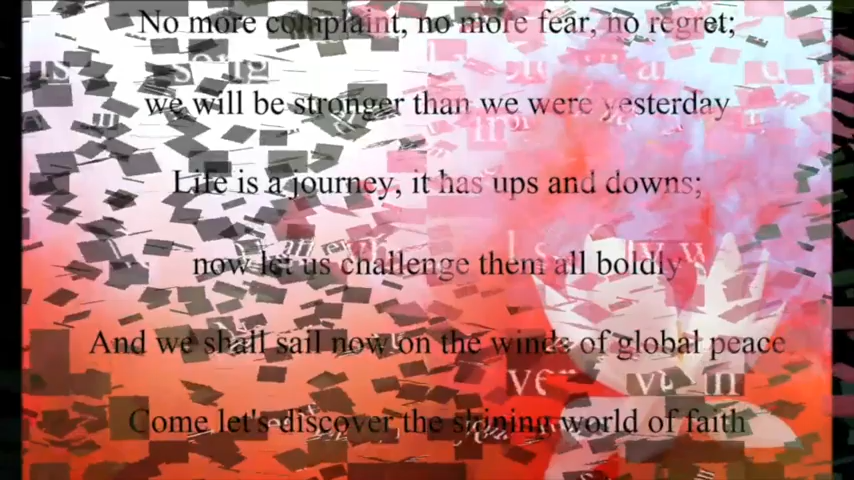 No more complaint, no more fear, no regret;
we will be stronger than we were yesterday
Life is a journey, it has ups and downs;
now let us challenge them all boldly
And we shall sail now on the winds of global peace
Come let's discover the shining world of faith